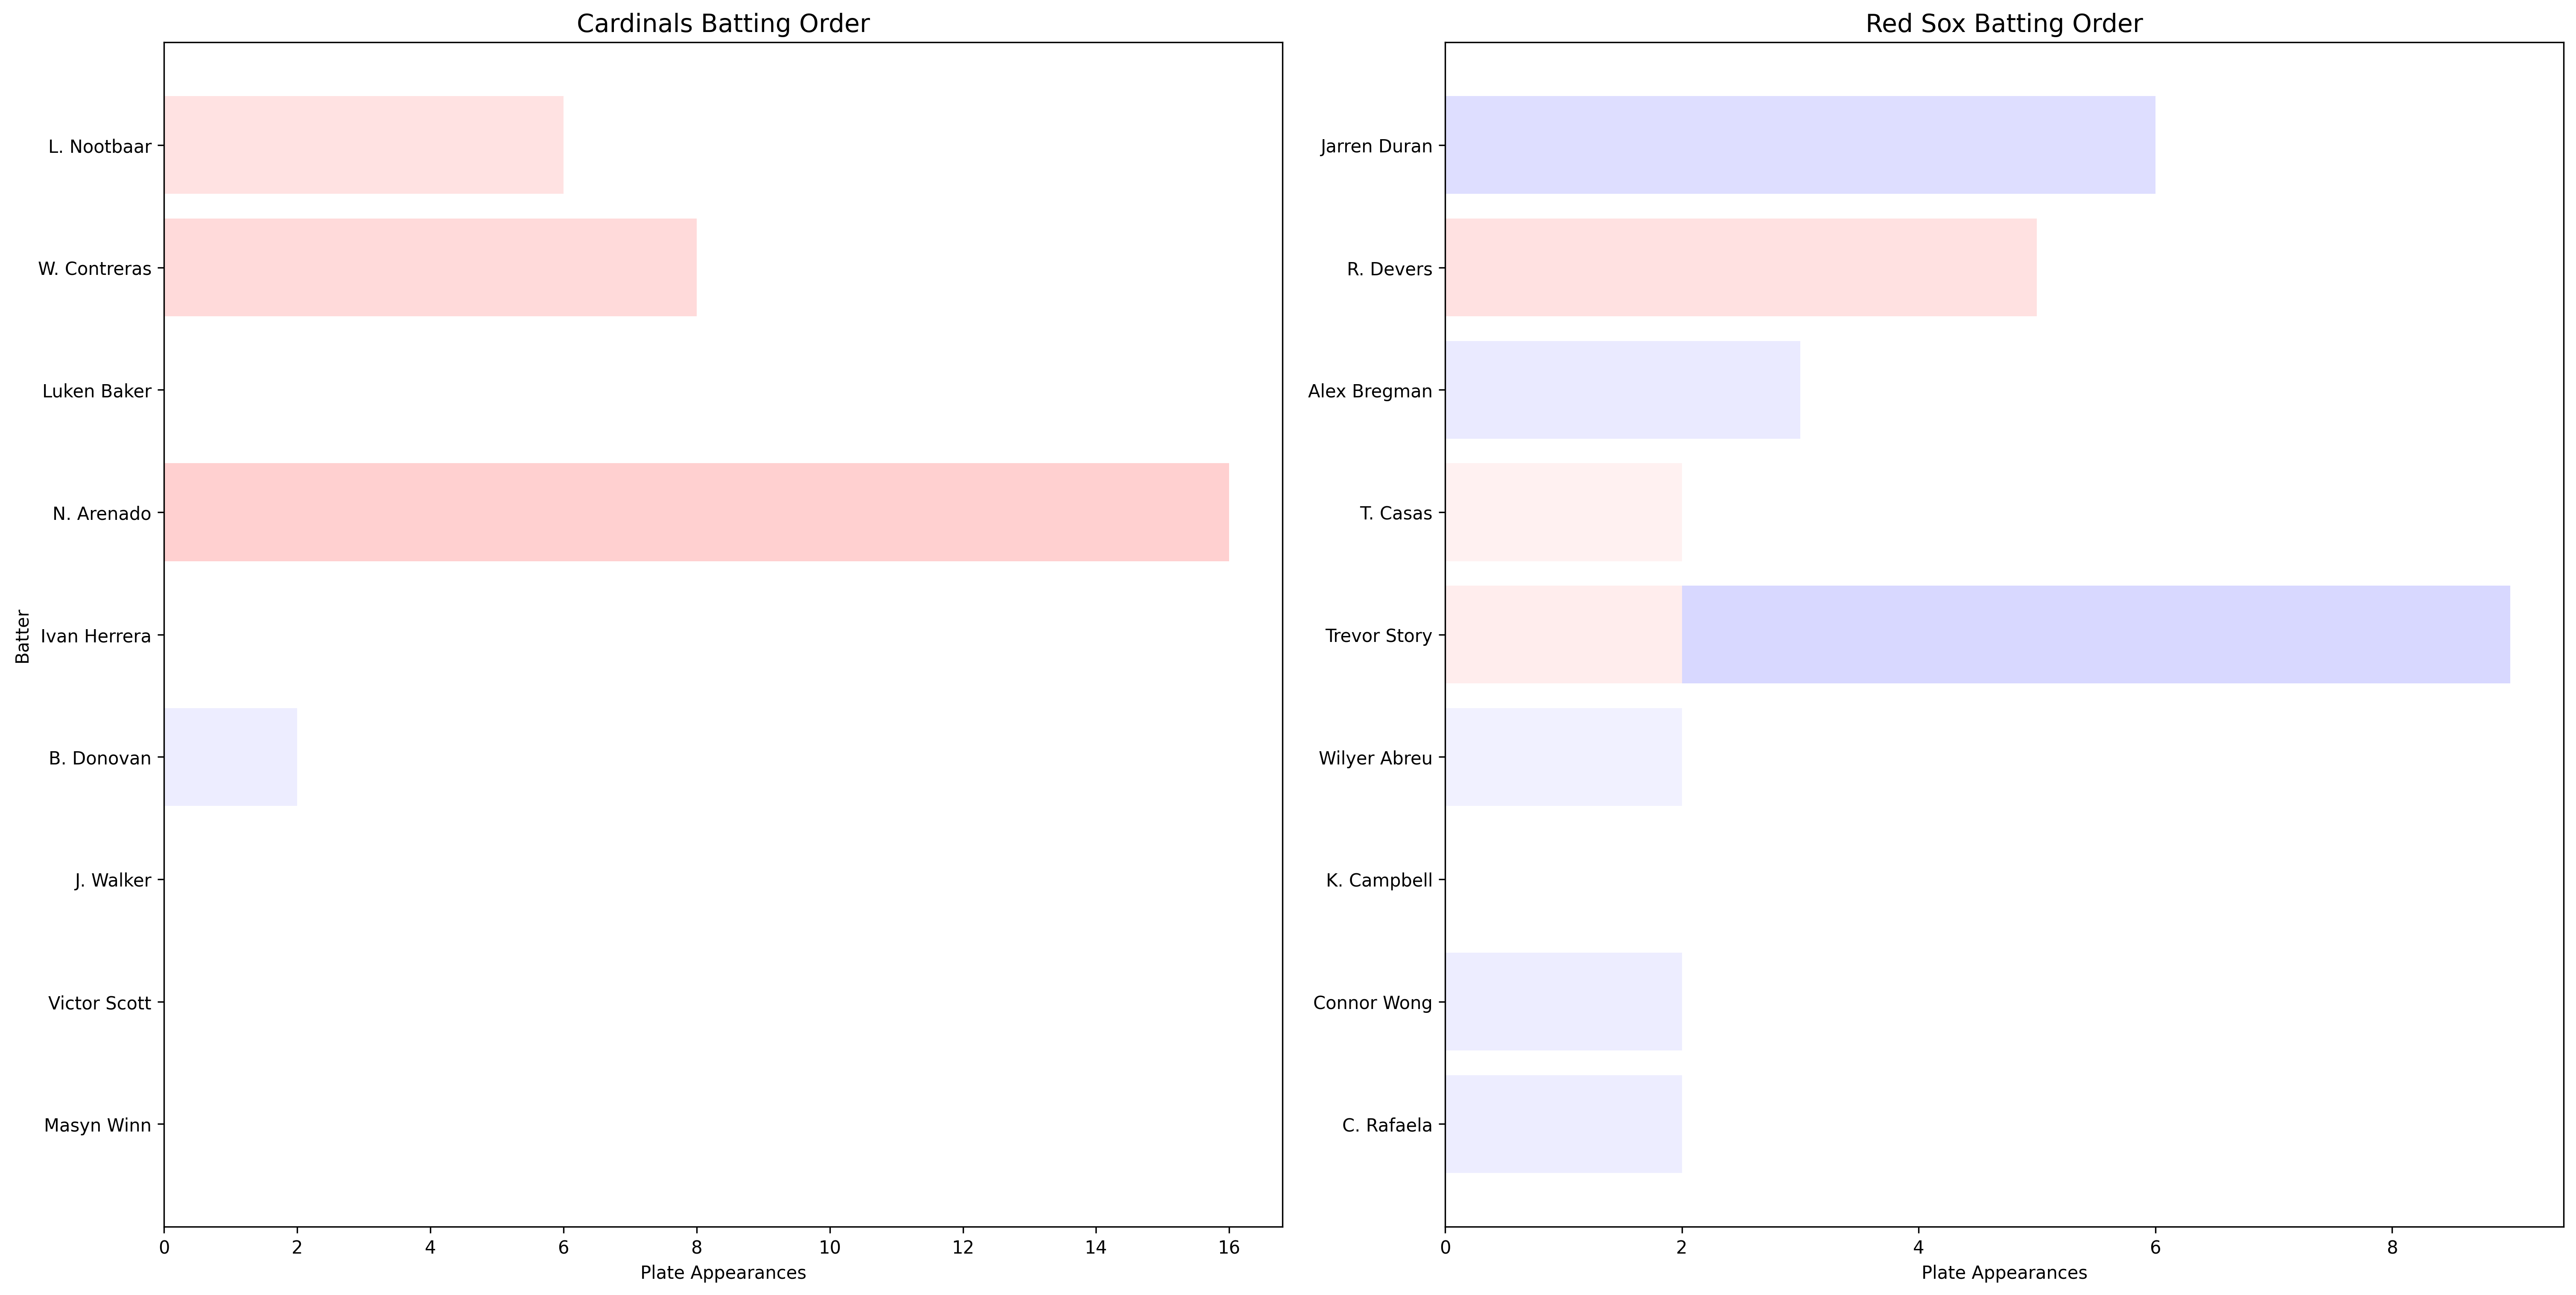 Cardinals Batting Order
L. Nootbaar
W. Contreras
Luken Baker
N. Arenado
Ivan Herrera
B. Donovan
J. Walker
Victor Scott
Masyn Winn
Batter
0 2 4 6 8 10 12 14 16
Plate Appearances
Red Sox Batting Order
Jarren Duran
R. Devers
Alex Bregman
T. Casas
Trevor Story
Wilyer Abreu
K. Campbell
Connor Wong
C. Rafaela
0 2 4 6 8
Plate Appearances